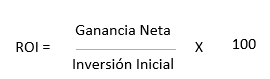 Ganancia Neta
ROI = ―――――― X 100
Inversión Inicial